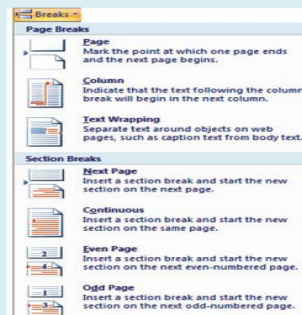 Breaks
Page Breaks
Page
Mark the point at which one page ends
and the next page begins.
Column
Indicate that the text following the column
break will begin in the next column.
Text Wrapping
Separate text around objects on web
pages, such as caption text from body text.
Section Breaks
Next Page
Insert a section break and start the new
section on the next page.
Continuous
Insert a section break and start the new
section on the same page.
2
4
Even Page
Insert a section break and start the new
section on the next even-numbered page.
1
3
Odd Page
Insert a section break and start the new
section on the next odd-numbered page.